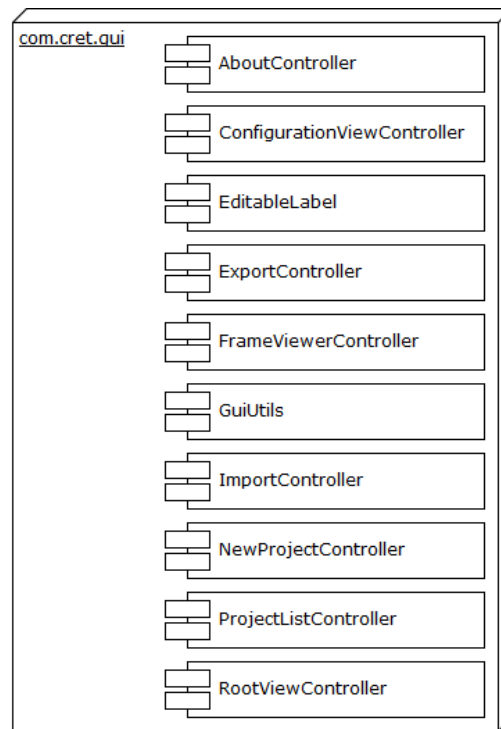 com.cret.gui
AboutController
ConfigurationViewController
EditableLabel
ExportController
FrameViewerController
GuiUtils
ImportController
NewProjectController
ProjectListController
RootViewController